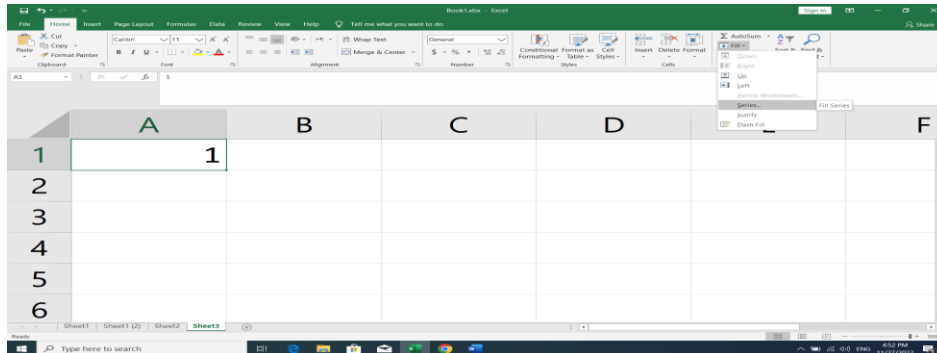 Book1.xlsx - Excel
Sign in
File Home Insert Page Layout Formulas Data Review View Help Tell me what you want to do Share
Cut
Copy
Format Painter
Paste
Clipboard
Calibri 11
B I U
Font
Wrap Text
Merge & Center
Alignment
General
$ % ,
Number
Conditional Formatting
Format as Table
Cell Styles
Styles
Insert Delete Format
Cells
AutoSum
Fill
Down
Right
Up
Left
Across Worksheets...
Series...
Fill Series
Justify
Flash Fill
A1 fx 1
A B C D F
1 1
2
3
4
5
6
Sheet1 Sheet1 (2) Sheet2 Sheet3
Ready
Type here to search
ENG
4:52 PM